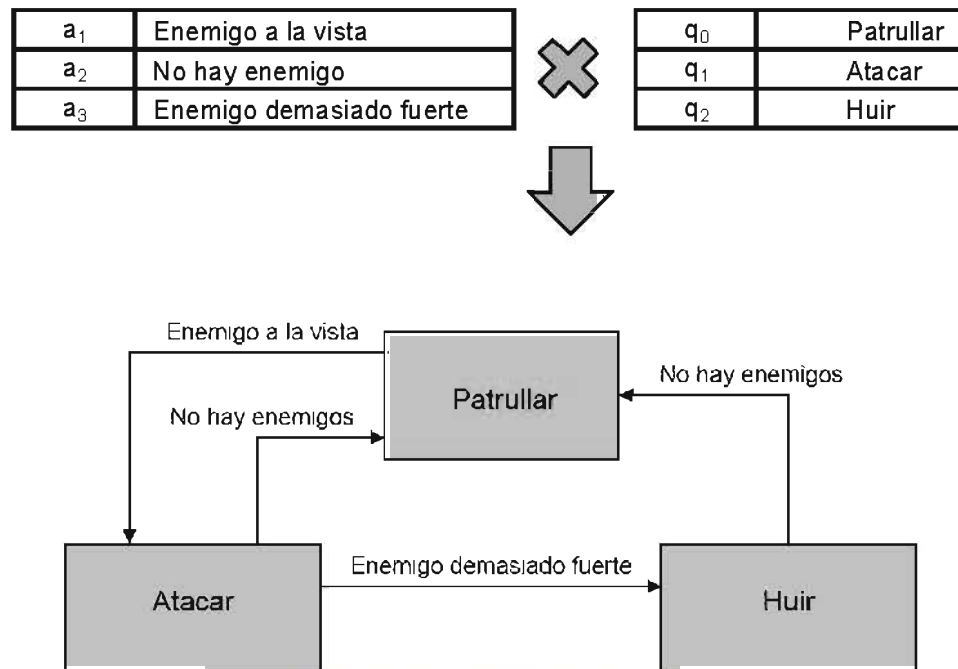 a₁ Enemigo a la vista
a₂ No hay enemigo
a₃ Enemigo demasiado fuerte
q₀ Patrullar
q₁ Atacar
q₂ Huir
Enemigo a la vista
No hay enemigos
Patrullar
No hay enemigos
Atacar
Enemigo demasiado fuerte
Huir